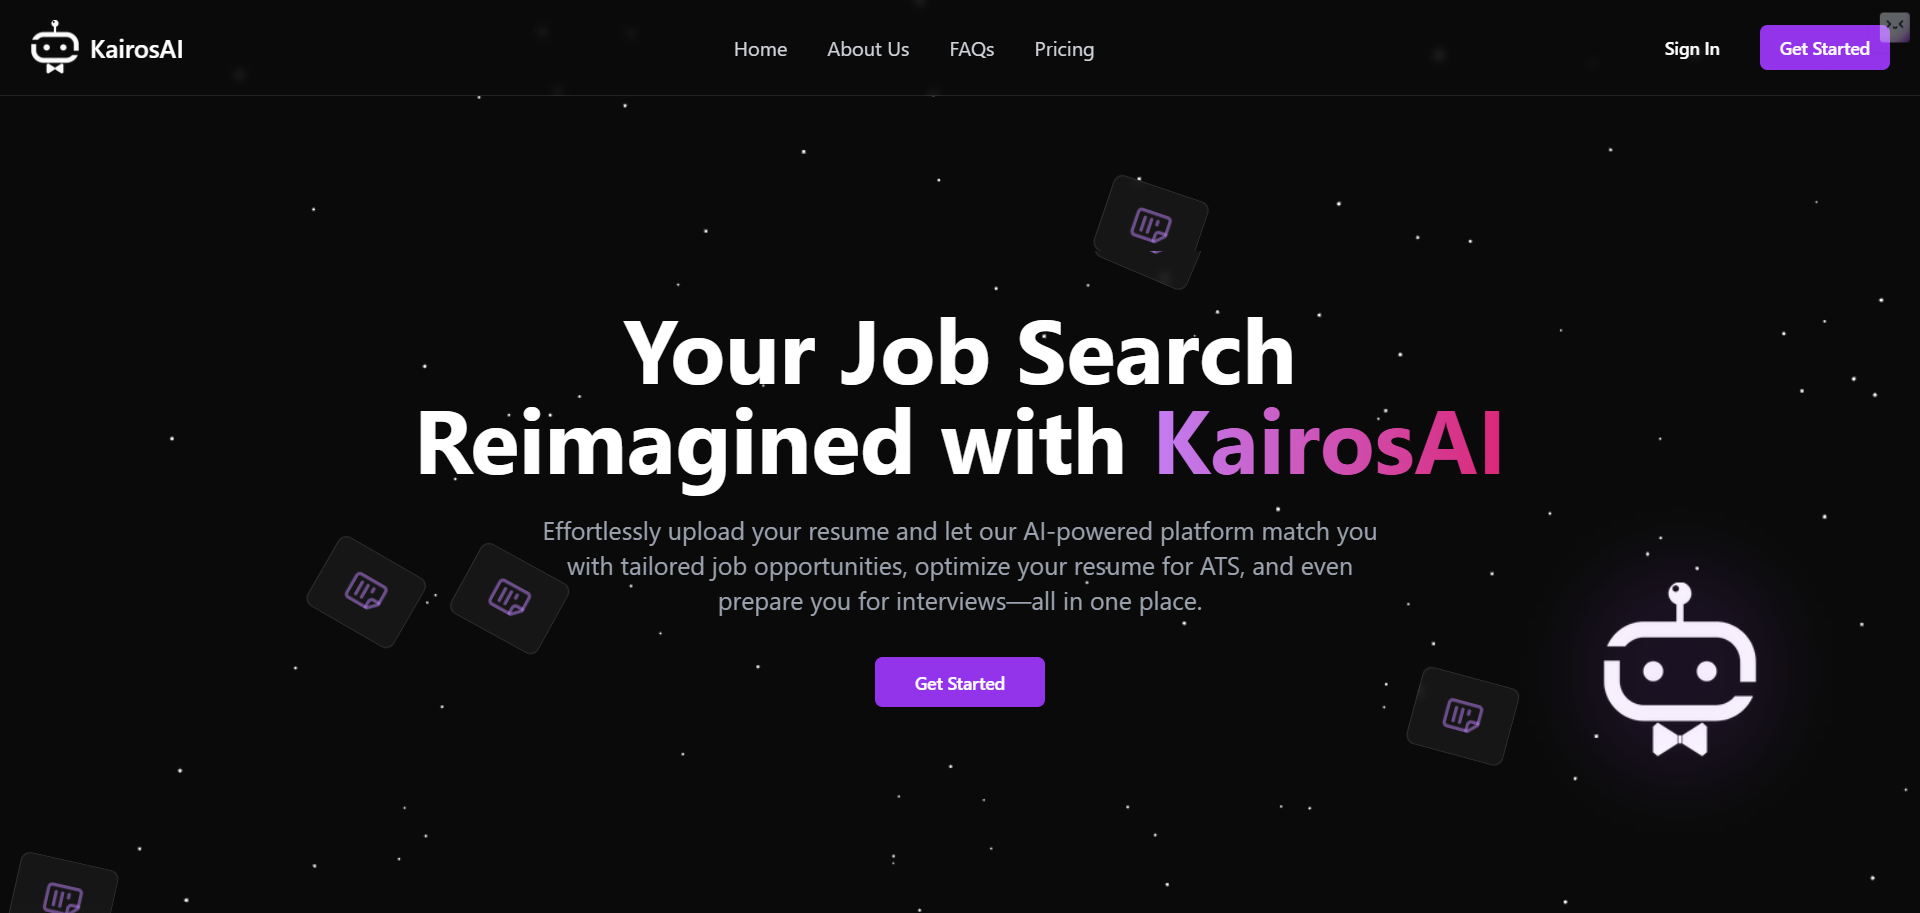 KairosAI
Home
About Us
FAQs
Pricing
Sign In
Get Started
Your Job Search
Reimagined with KairosAI
Effortlessly upload your resume and let our AI-powered platform match you
with tailored job opportunities, optimize your resume for ATS, and even
prepare you for interviews—all in one place.
Get Started